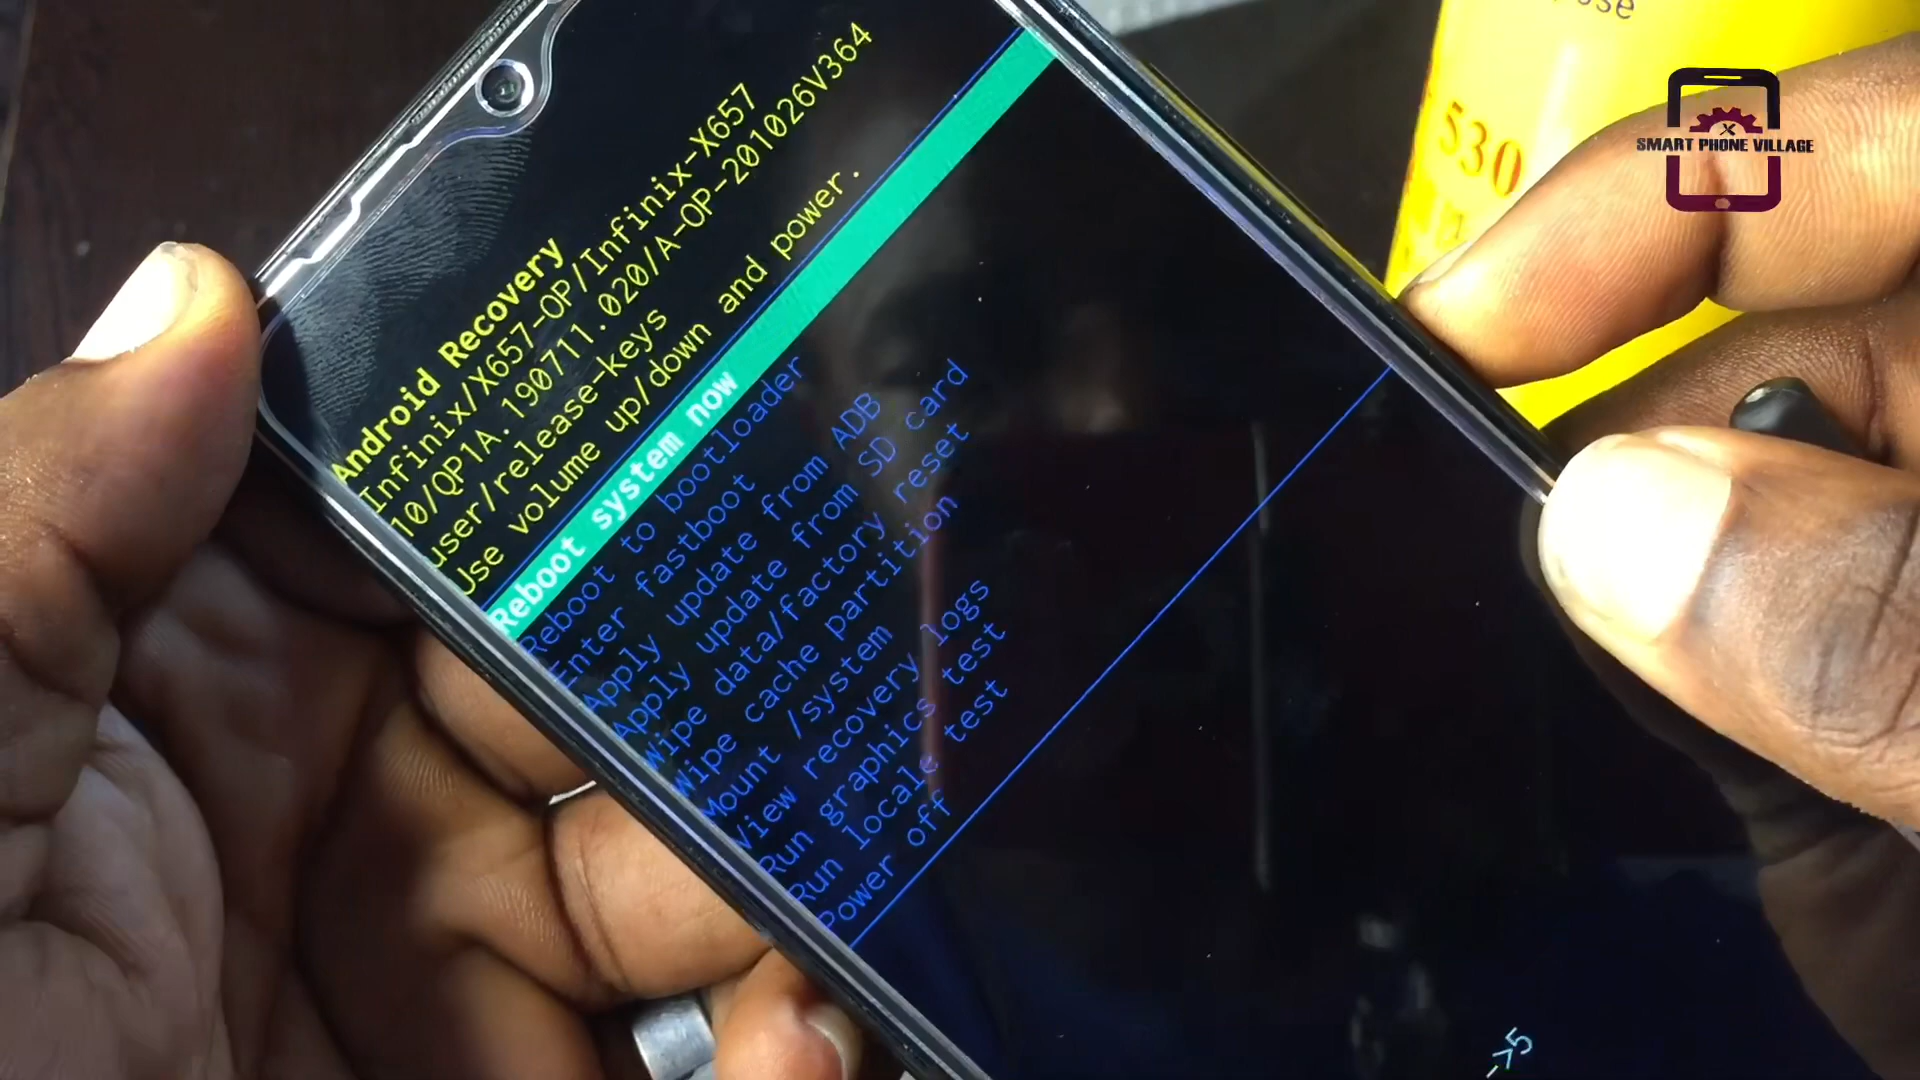 Android Recovery
Infinix/X657-OP/Infinix-X657
10/QP1A.190711.020/A-OP-201026V364
user/release-keys
Use volume up/down and power.
Reboot system now
Reboot to bootloader
Enter fastboot
Apply update from ADB
Apply update from SD card
Wipe data/factory reset
Wipe cache partition
Mount /system
View recovery logs
Run graphics test
Run locale test
Power off
530
SMART PHONE VILLAGE
->5